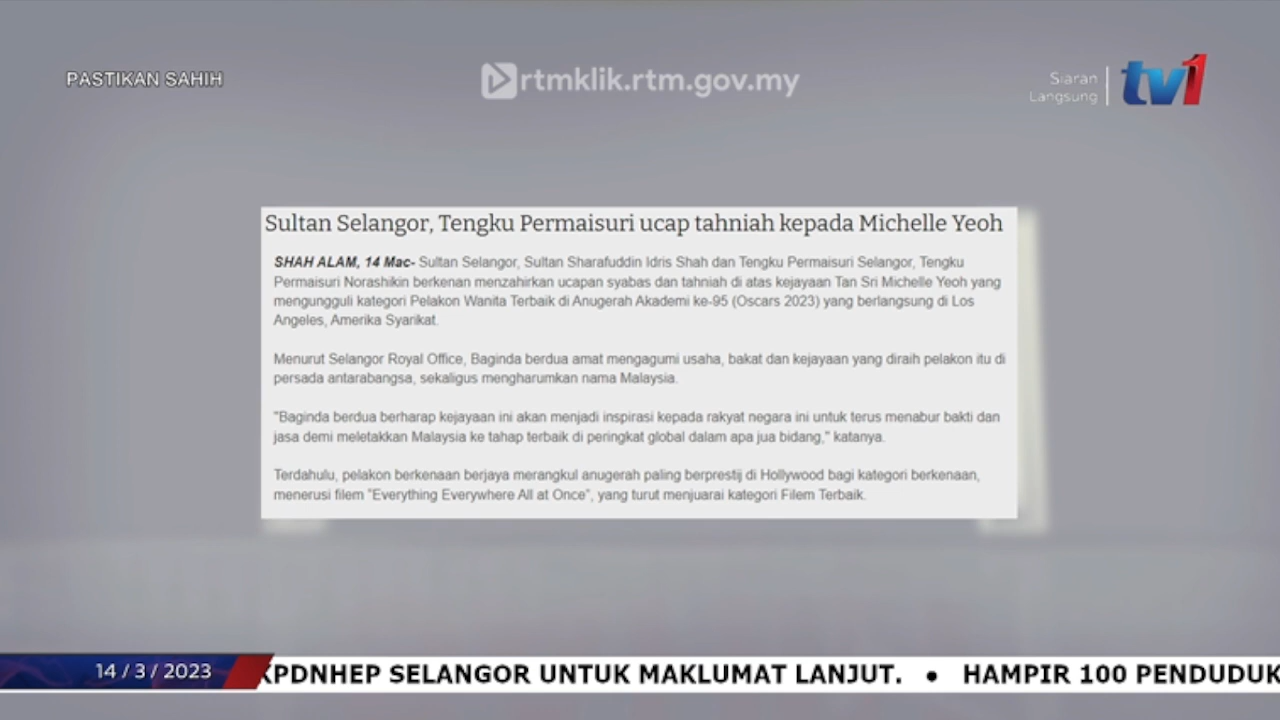 PASTIKAN SAHIH
rtmklik.rtm.gov.my
Siaran
Langsung
tv1
Sultan Selangor, Tengku Permaisuri ucap tahniah kepada Michelle Yeoh
SHAH ALAM, 14 Mac- Sultan Selangor, Sultan Sharafuddin Idris Shah dan Tengku Permaisuri Selangor, Tengku
Permaisuri Norashikin berkenan menzahirkan ucapan syabas dan tahniah di atas kejayaan Tan Sri Michelle Yeoh yang
mengungguli kategori Pelakon Wanita Terbaik di Anugerah Akademi ke-95 (Oscars 2023) yang berlangsung di Los
Angeles, Amerika Syarikat.
Menurut Selangor Royal Office, Baginda berdua amat mengagumi usaha, bakat dan kejayaan yang diraih pelakon itu di
persada antarabangsa, sekaligus mengharumkan nama Malaysia.
"Baginda berdua berharap kejayaan ini akan menjadi inspirasi kepada rakyat negara ini untuk terus menabur bakti dan
jasa demi meletakkan Malaysia ke tahap terbaik di peringkat global dalam apa jua bidang," katanya.
Terdahulu, pelakon berkenaan berjaya merangkul anugerah paling berprestij di Hollywood bagi kategori berkenaan,
menerusi filem "Everything Everywhere All at Once", yang turut menjuarai kategori Filem Terbaik.
14 / 3 / 2023
KPDNHEP SELANGOR UNTUK MAKLUMAT LANJUT. • HAMPIR 100 PENDUDUK